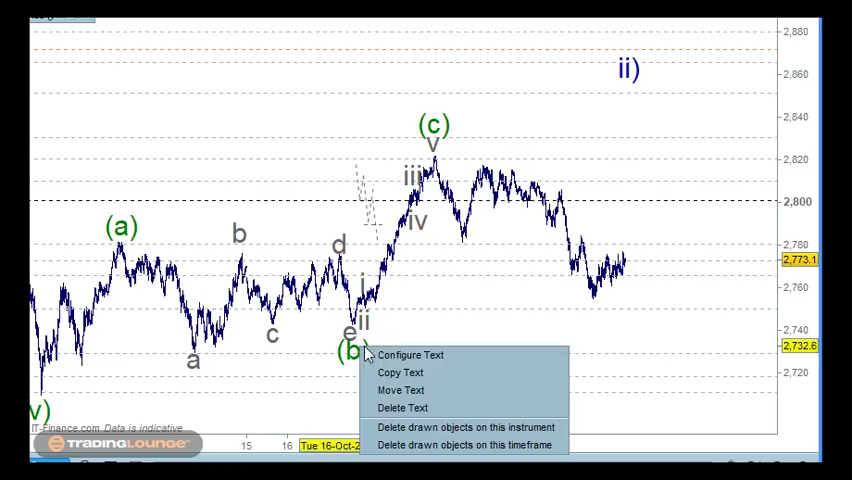 2,880
2,860
2,840
2,820
2,800
2,780
2,773.1
2,760
2,740
2,732.6
2,720
ii)
(c)
v
iii
iv
(a)
b
d
i
ii
c
e
(b)
a
v)
Configure Text
Copy Text
Move Text
Delete Text
Delete drawn objects on this instrument
Delete drawn objects on this timeframe
IT-Finance.com Data is indicative
TRADINGLOUNGE
15
16
Tue 16-Oct-2